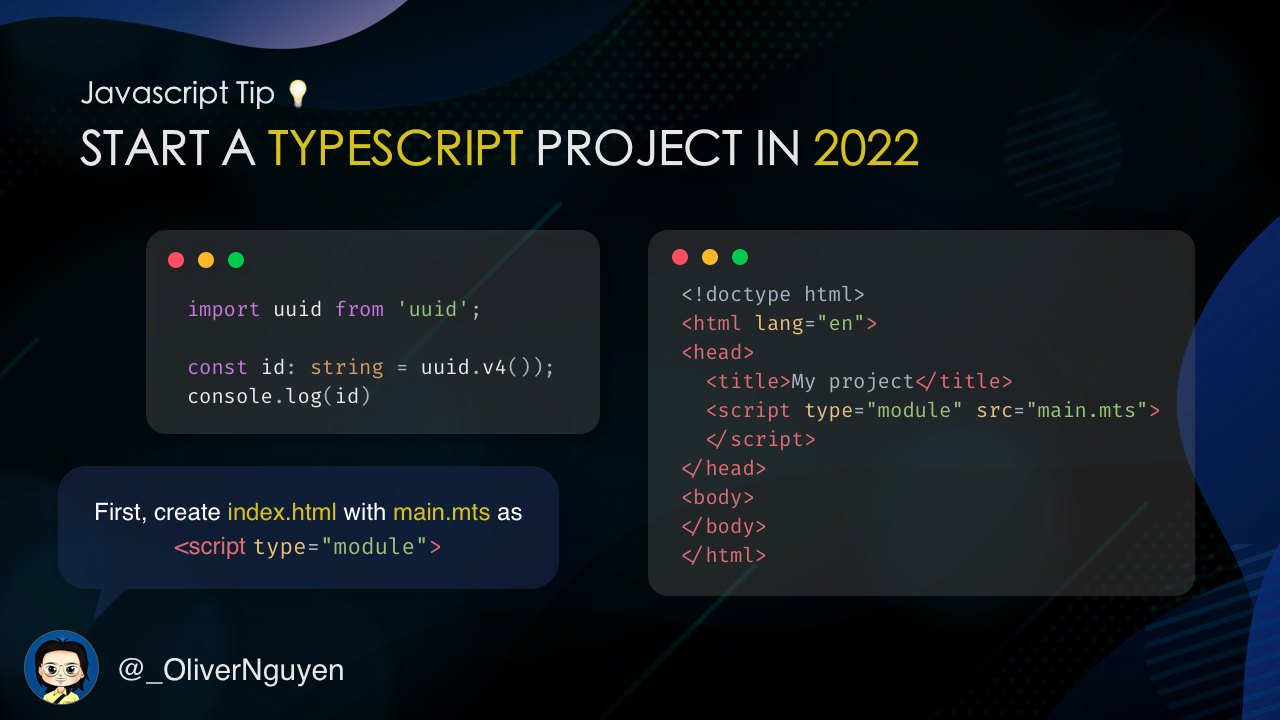 Javascript Tip 💡
START A TYPESCRIPT PROJECT IN 2022
import uuid from 'uuid';
const id: string = uuid.v4());
console.log(id)
First, create index.html with main.mts as
<script type="module">
<!doctype html>
<html lang="en">
<head>
  <title>My project</title>
  <script type="module" src="main.mts">
  </script>
</head>
<body>
</body>
</html>
@_OliverNguyen